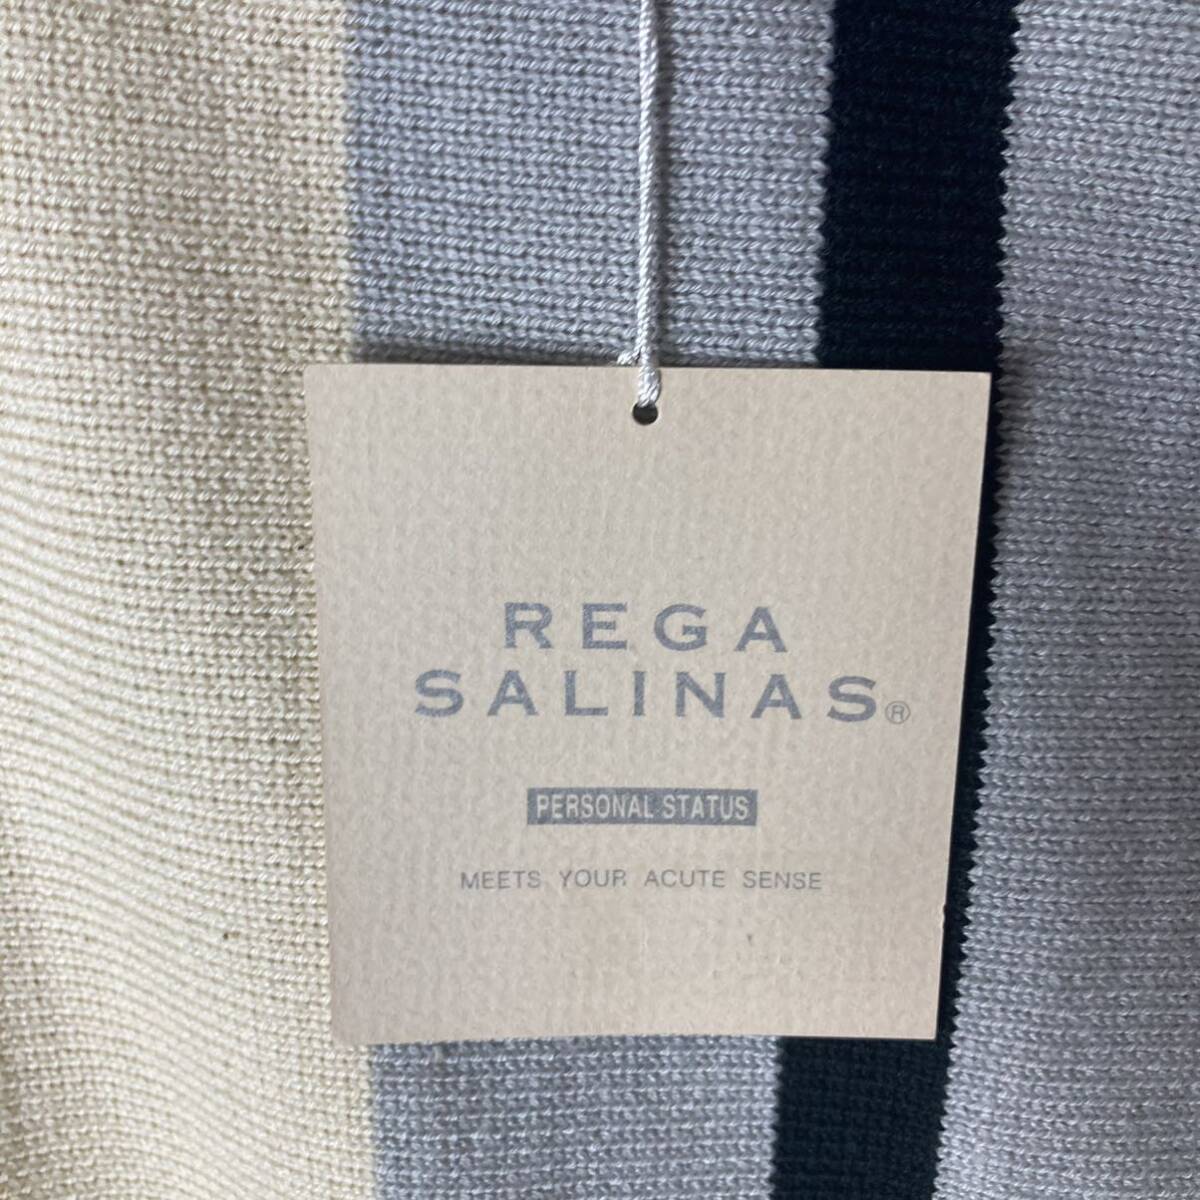 REGA
SALINAS®
PERSONAL STATUS
MEETS YOUR ACUTE SENSE